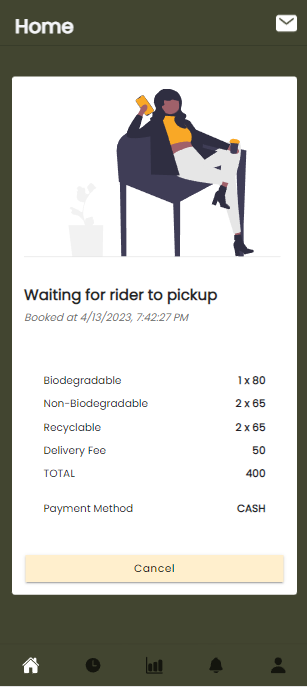 Home
Waiting for rider to pickup
Booked at 4/13/2023, 7:42:27 PM
Biodegradable 1 x 80
Non-Biodegradable 2 x 65
Recyclable 2 x 65
Delivery Fee 50
TOTAL 400
Payment Method CASH
Cancel